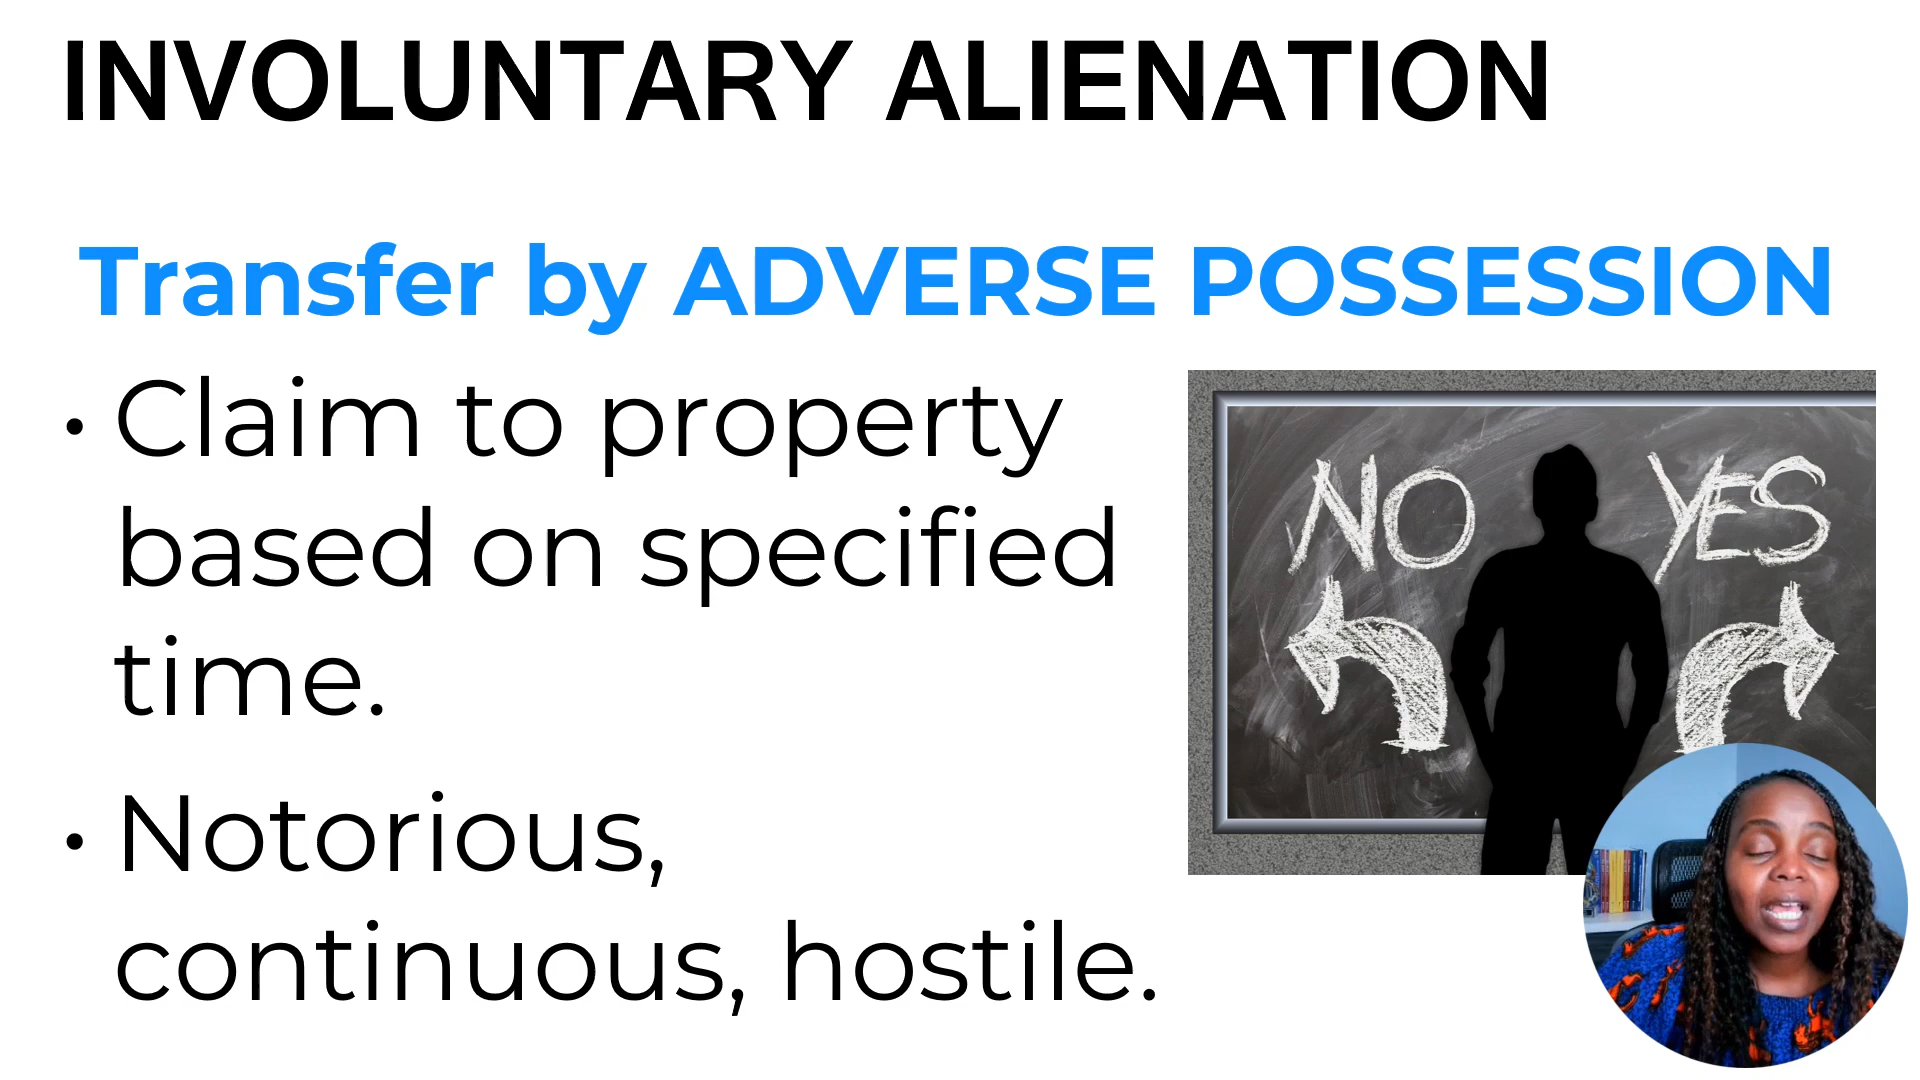 INVOLUNTARY ALIENATION
Transfer by ADVERSE POSSESSION
• Claim to property
based on specified
time.
• Notorious,
continuous, hostile.
NO YES